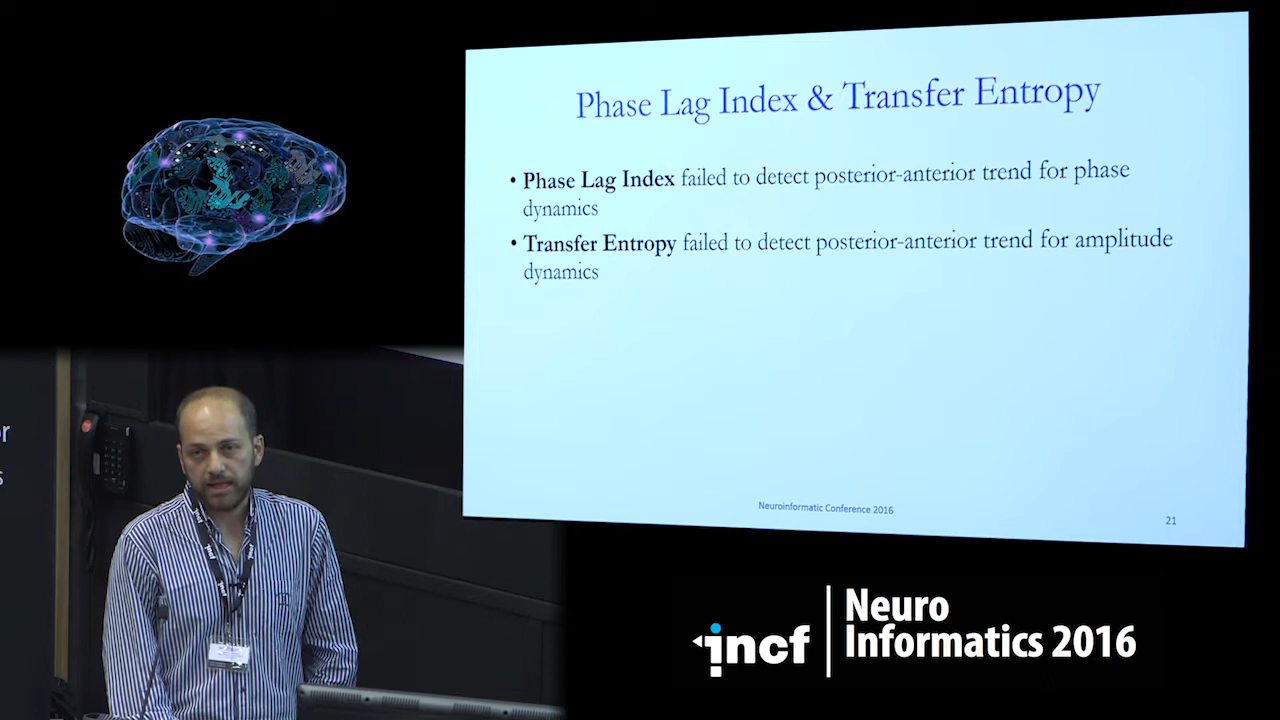 Phase Lag Index & Transfer Entropy
• Phase Lag Index failed to detect posterior-anterior trend for phase
dynamics
• Transfer Entropy failed to detect posterior-anterior trend for amplitude
dynamics
Neuroinformatic Conference 2016
21
incf
Neuro
Informatics 2016